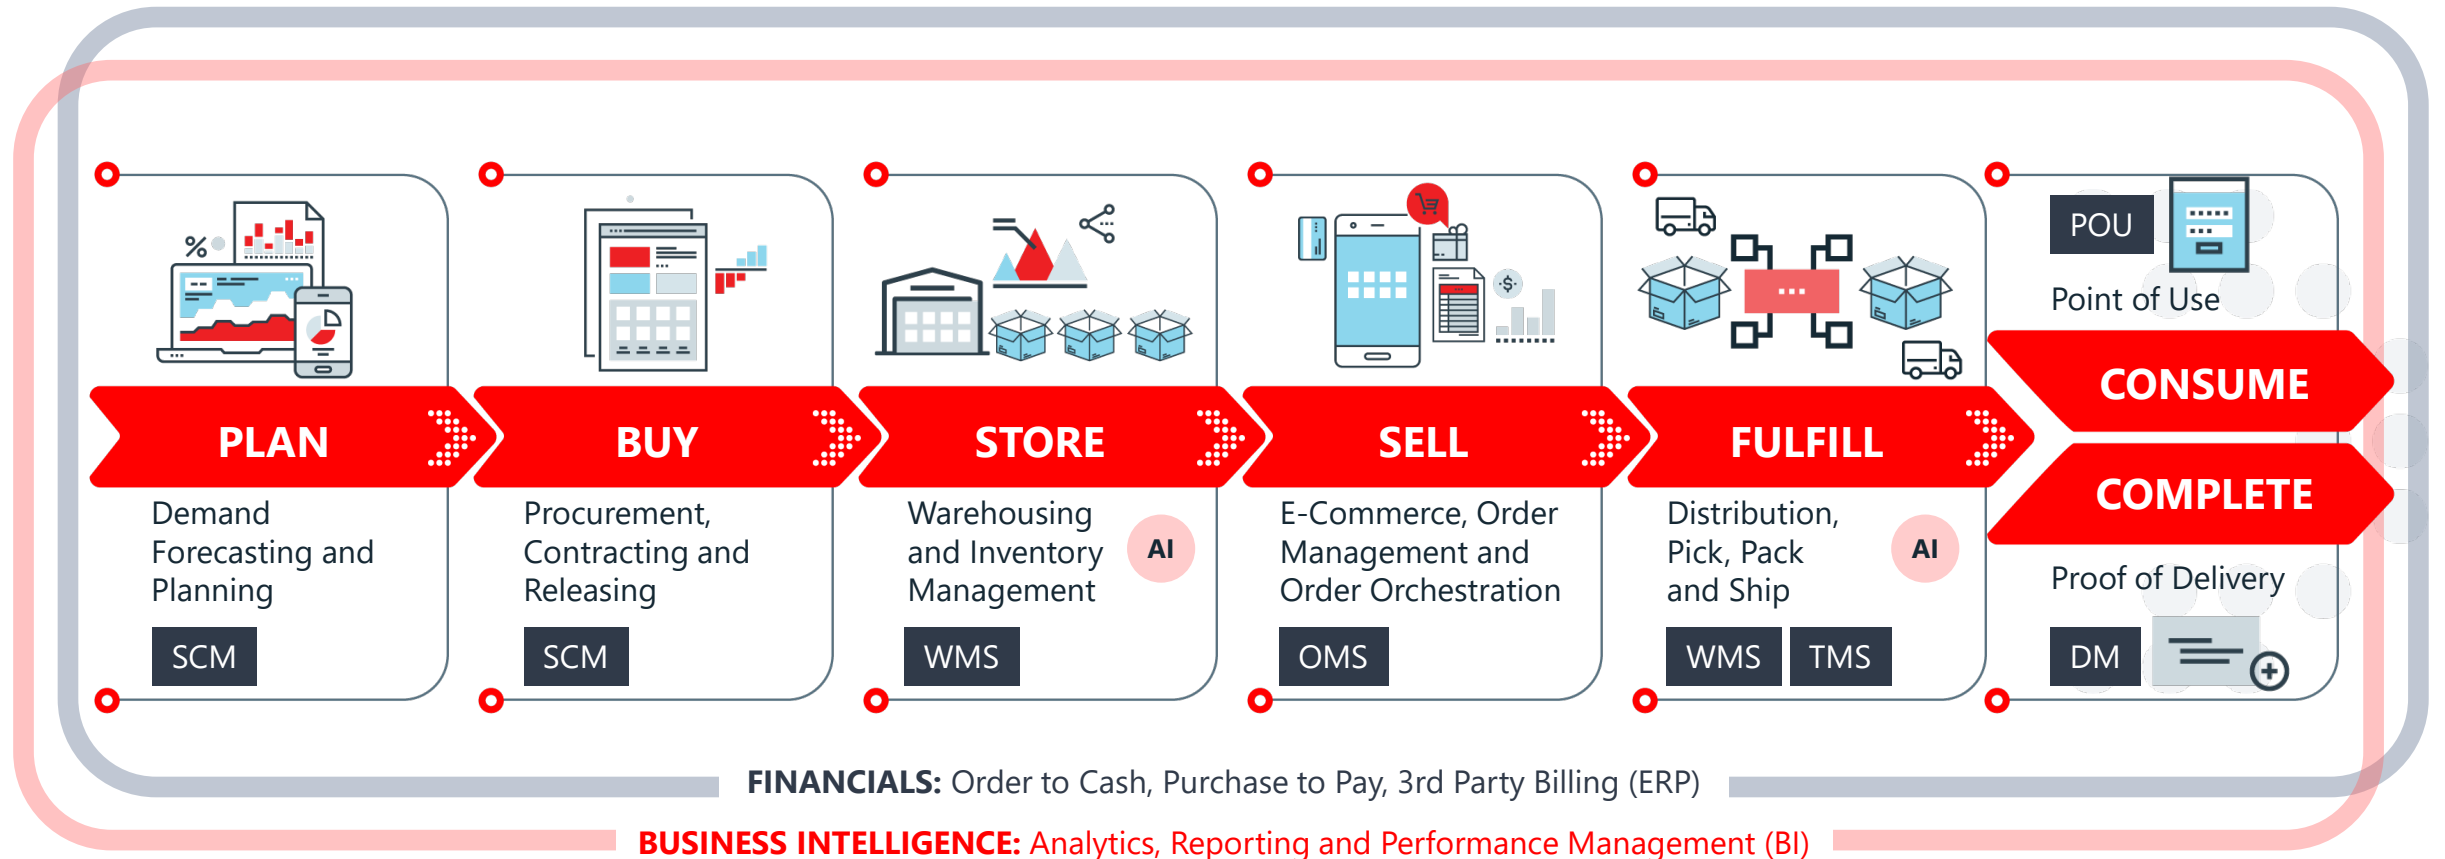 PLAN
Demand
Forecasting and
Planning
SCM
BUY
Procurement,
Contracting and
Releasing
SCM
STORE
Warehousing
and Inventory
Management
AI
WMS
SELL
E-Commerce, Order
Management and
Order Orchestration
OMS
FULFILL
Distribution,
Pick, Pack
and Ship
AI
WMS TMS
POU
Point of Use
CONSUME
COMPLETE
Proof of Delivery
DM
FINANCIALS: Order to Cash, Purchase to Pay, 3rd Party Billing (ERP)
BUSINESS INTELLIGENCE: Analytics, Reporting and Performance Management (BI)